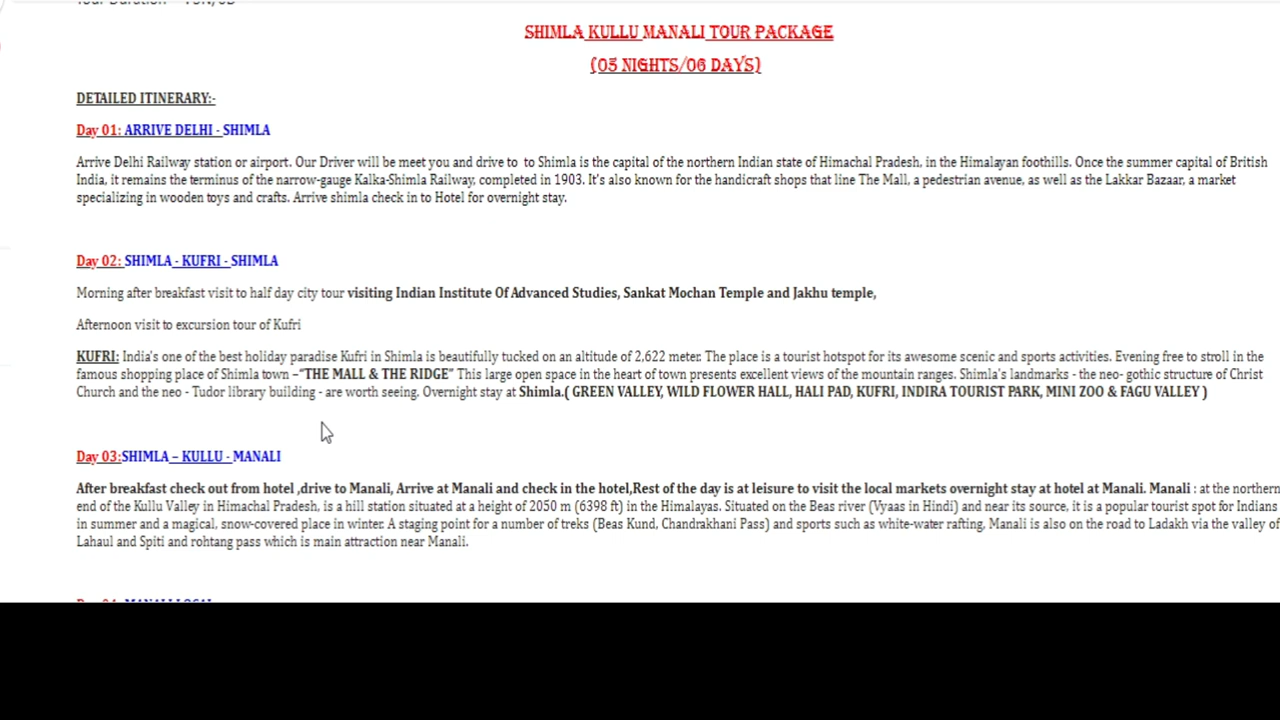 SHIMLA KULLU MANALI TOUR PACKAGE
(05 NIGHTS/06 DAYS)
DETAILED ITINERARY:-
Day 01: ARRIVE DELHI - SHIMLA
Arrive Delhi Railway station or airport. Our Driver will be meet you and drive to  to Shimla is the capital of the northern Indian state of Himachal Pradesh, in the Himalayan foothills. Once the summer capital of British
India, it remains the terminus of the narrow-gauge Kalka-Shimla Railway, completed in 1903. It's also known for the handicraft shops that line The Mall, a pedestrian avenue, as well as the Lakkar Bazaar, a market
specializing in wooden toys and crafts. Arrive shimla check in to Hotel for overnight stay.
Day 02: SHIMLA - KUFRI - SHIMLA
Morning after breakfast visit to half day city tour visiting Indian Institute Of Advanced Studies, Sankat Mochan Temple and Jakhu temple,
Afternoon visit to excursion tour of Kufri
KUFRI: India's one of the best holiday paradise Kufri in Shimla is beautifully tucked on an altitude of 2,622 meter. The place is a tourist hotspot for its awesome scenic and sports activities. Evening free to stroll in the
famous shopping place of Shimla town –"THE MALL & THE RIDGE" This large open space in the heart of town presents excellent views of the mountain ranges. Shimla's landmarks - the neo- gothic structure of Christ
Church and the neo - Tudor library building - are worth seeing. Overnight stay at Shimla.( GREEN VALLEY, WILD FLOWER HALL, HALI PAD, KUFRI, INDIRA TOURIST PARK, MINI ZOO & FAGU VALLEY )
Day 03:SHIMLA – KULLU - MANALI
After breakfast check out from hotel ,drive to Manali, Arrive at Manali and check in the hotel,Rest of the day is at leisure to visit the local markets overnight stay at hotel at Manali. Manali : at the northern
end of the Kullu Valley in Himachal Pradesh, is a hill station situated at a height of 2050 m (6398 ft) in the Himalayas. Situated on the Beas river (Vyaas in Hindi) and near its source, it is a popular tourist spot for Indians
in summer and a magical, snow-covered place in winter. A staging point for a number of treks (Beas Kund, Chandrakhani Pass) and sports such as white-water rafting, Manali is also on the road to Ladakh via the valley of
Lahaul and Spiti and rohtang pass which is main attraction near Manali.